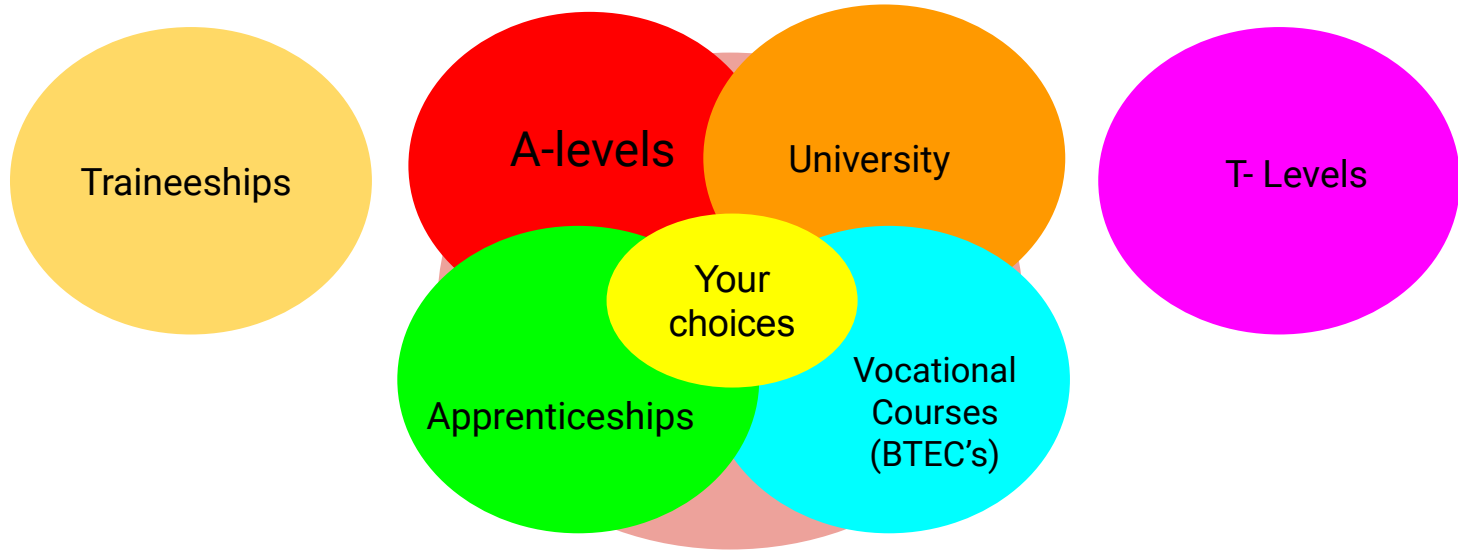 Traineeships
A-levels
University
T- Levels
Your
choices
Apprenticeships
Vocational
Courses
(BTEC’s)